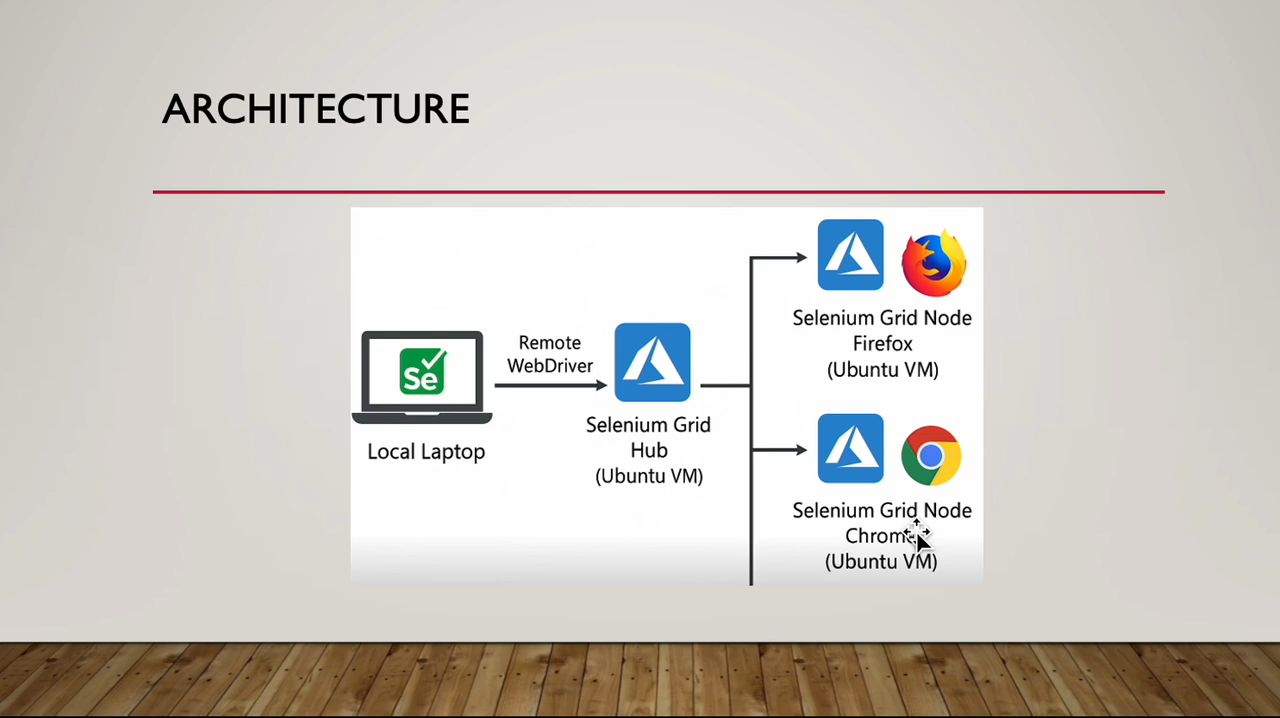 ARCHITECTURE
Se
Local Laptop
Remote
WebDriver
Selenium Grid
Hub
(Ubuntu VM)
Selenium Grid Node
Firefox
(Ubuntu VM)
Selenium Grid Node
Chrome
(Ubuntu VM)